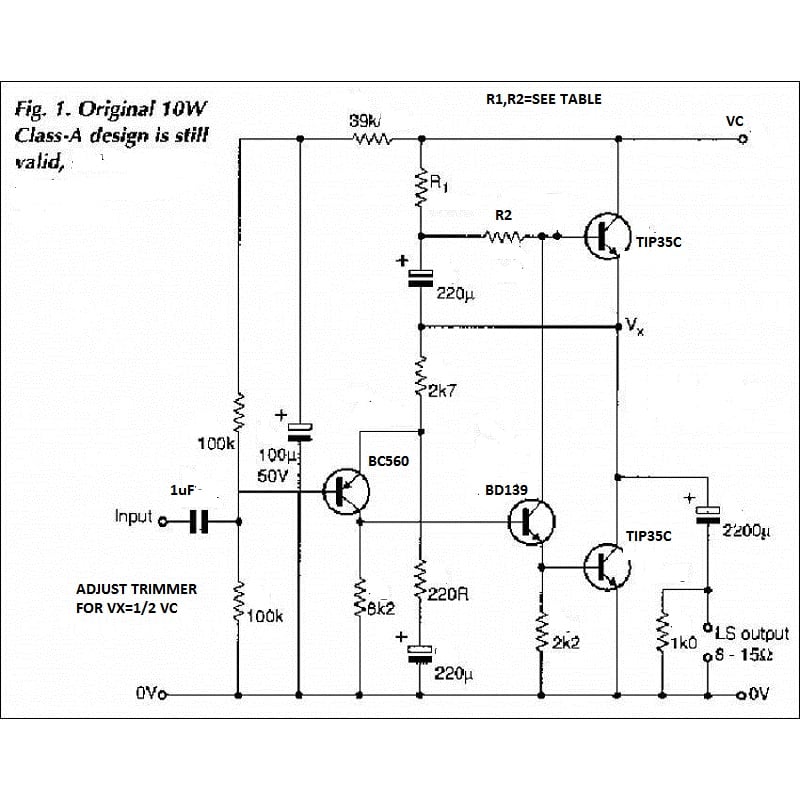 Fig. 1. Original 10W
Class-A design is still
valid,
R1,R2=SEE TABLE
39k
VC
R1
R2
TIP35C
+
220µ
Vx
2k7
100k
+
100µ
50V
BC560
1uF
Input
BD139
TIP35C
+
2200µ
ADJUST TRIMMER
FOR VX=1/2 VC
100k
8k2
220R
2k2
1k0
LS output
8 - 15Ω
+
220µ
0V
0V